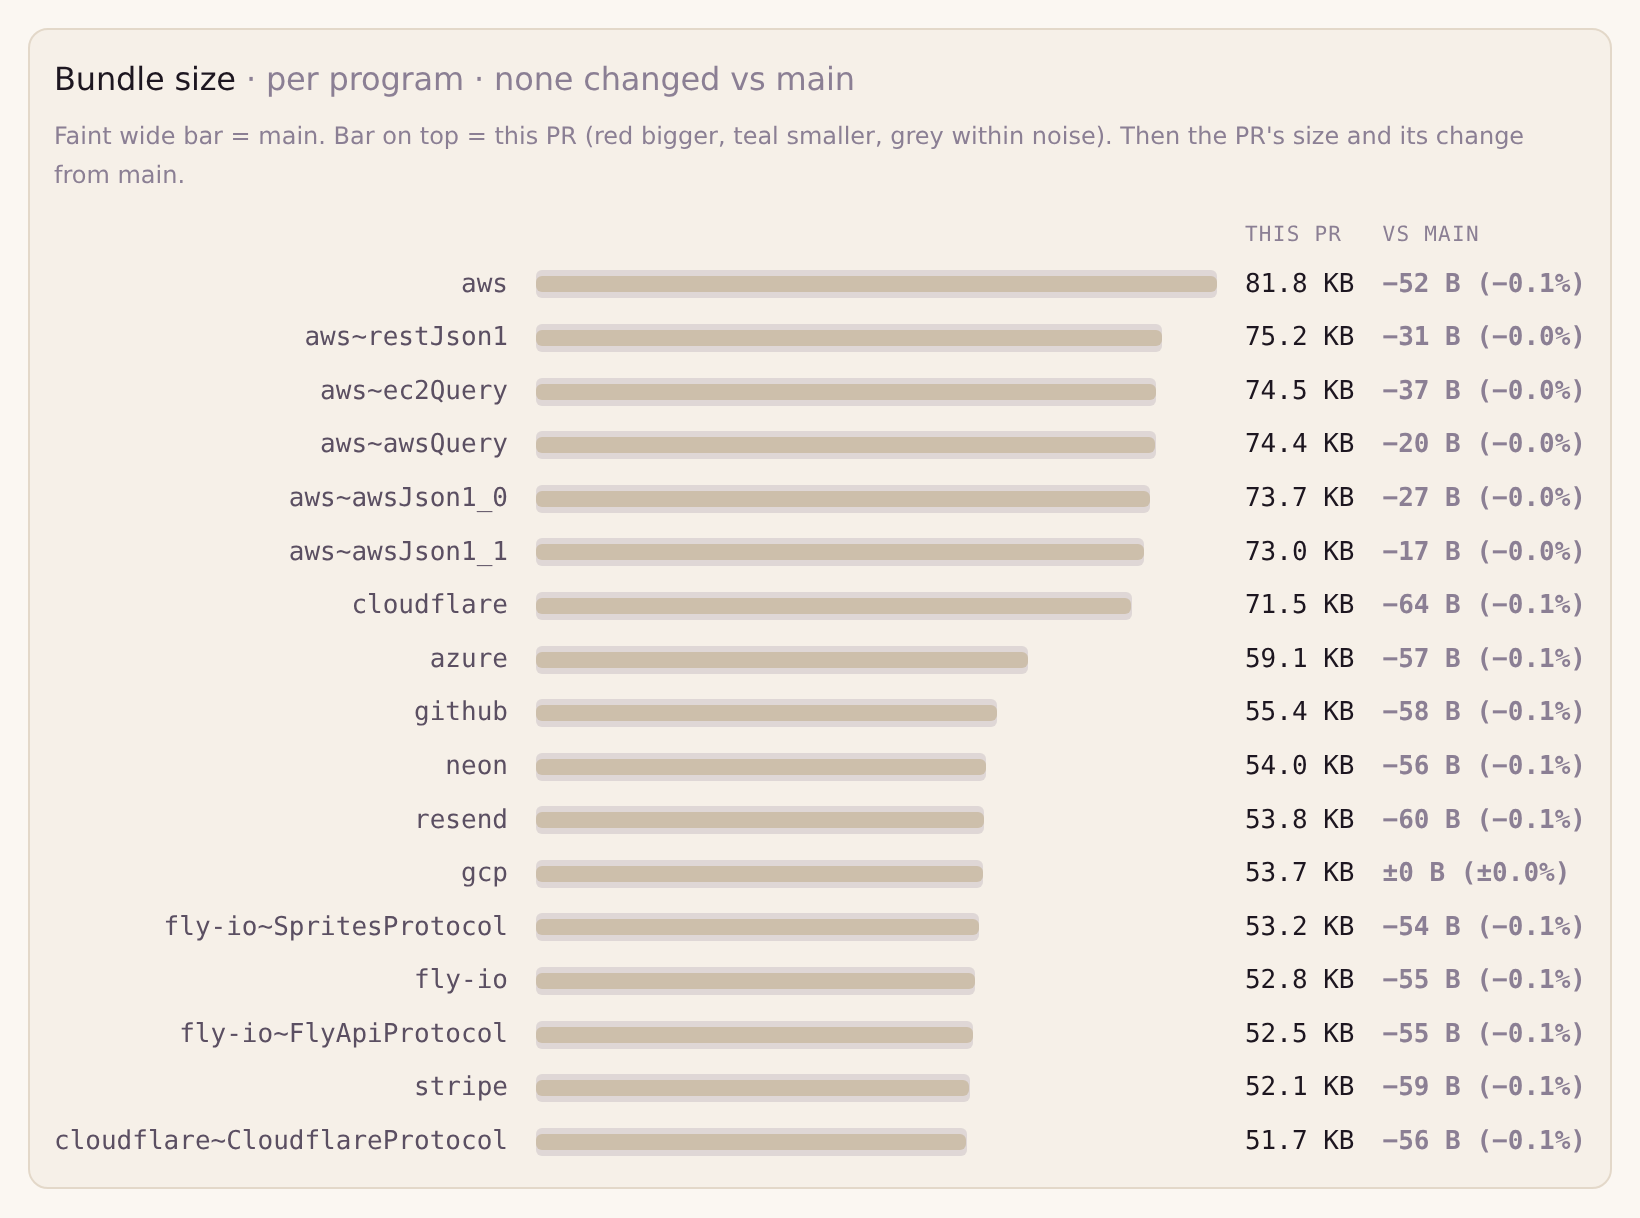 Bundle size · per program · none changed vs main
Faint wide bar = main. Bar on top = this PR (red bigger, teal smaller, grey within noise). Then the PR's size and its change
from main.
THIS PR VS MAIN
aws 81.8 KB −52 B (−0.1%)
aws~restJson1 75.2 KB −31 B (−0.0%)
aws~ec2Query 74.5 KB −37 B (−0.0%)
aws~awsQuery 74.4 KB −20 B (−0.0%)
aws~awsJson1_0 73.7 KB −27 B (−0.0%)
aws~awsJson1_1 73.0 KB −17 B (−0.0%)
cloudflare 71.5 KB −64 B (−0.1%)
azure 59.1 KB −57 B (−0.1%)
github 55.4 KB −58 B (−0.1%)
neon 54.0 KB −56 B (−0.1%)
resend 53.8 KB −60 B (−0.1%)
gcp 53.7 KB ±0 B (±0.0%)
fly-io~SpritesProtocol 53.2 KB −54 B (−0.1%)
fly-io 52.8 KB −55 B (−0.1%)
fly-io~FlyApiProtocol 52.5 KB −55 B (−0.1%)
stripe 52.1 KB −59 B (−0.1%)
cloudflare~CloudflareProtocol 51.7 KB −56 B (−0.1%)